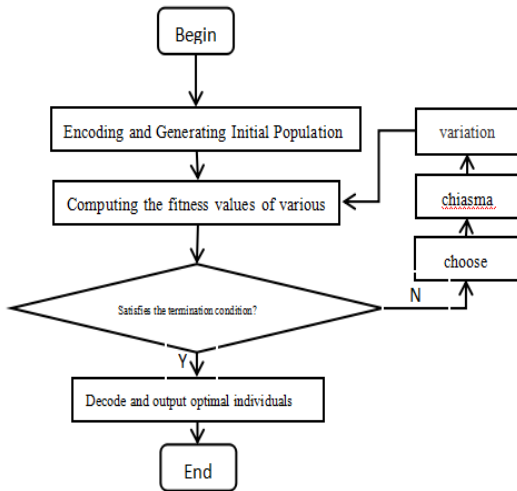 Begin
Encoding and Generating Initial Population
variation
Computing the fitness values of various
chiasma
choose
Satisfies the termination condition?
N
Y
Decode and output optimal individuals
End